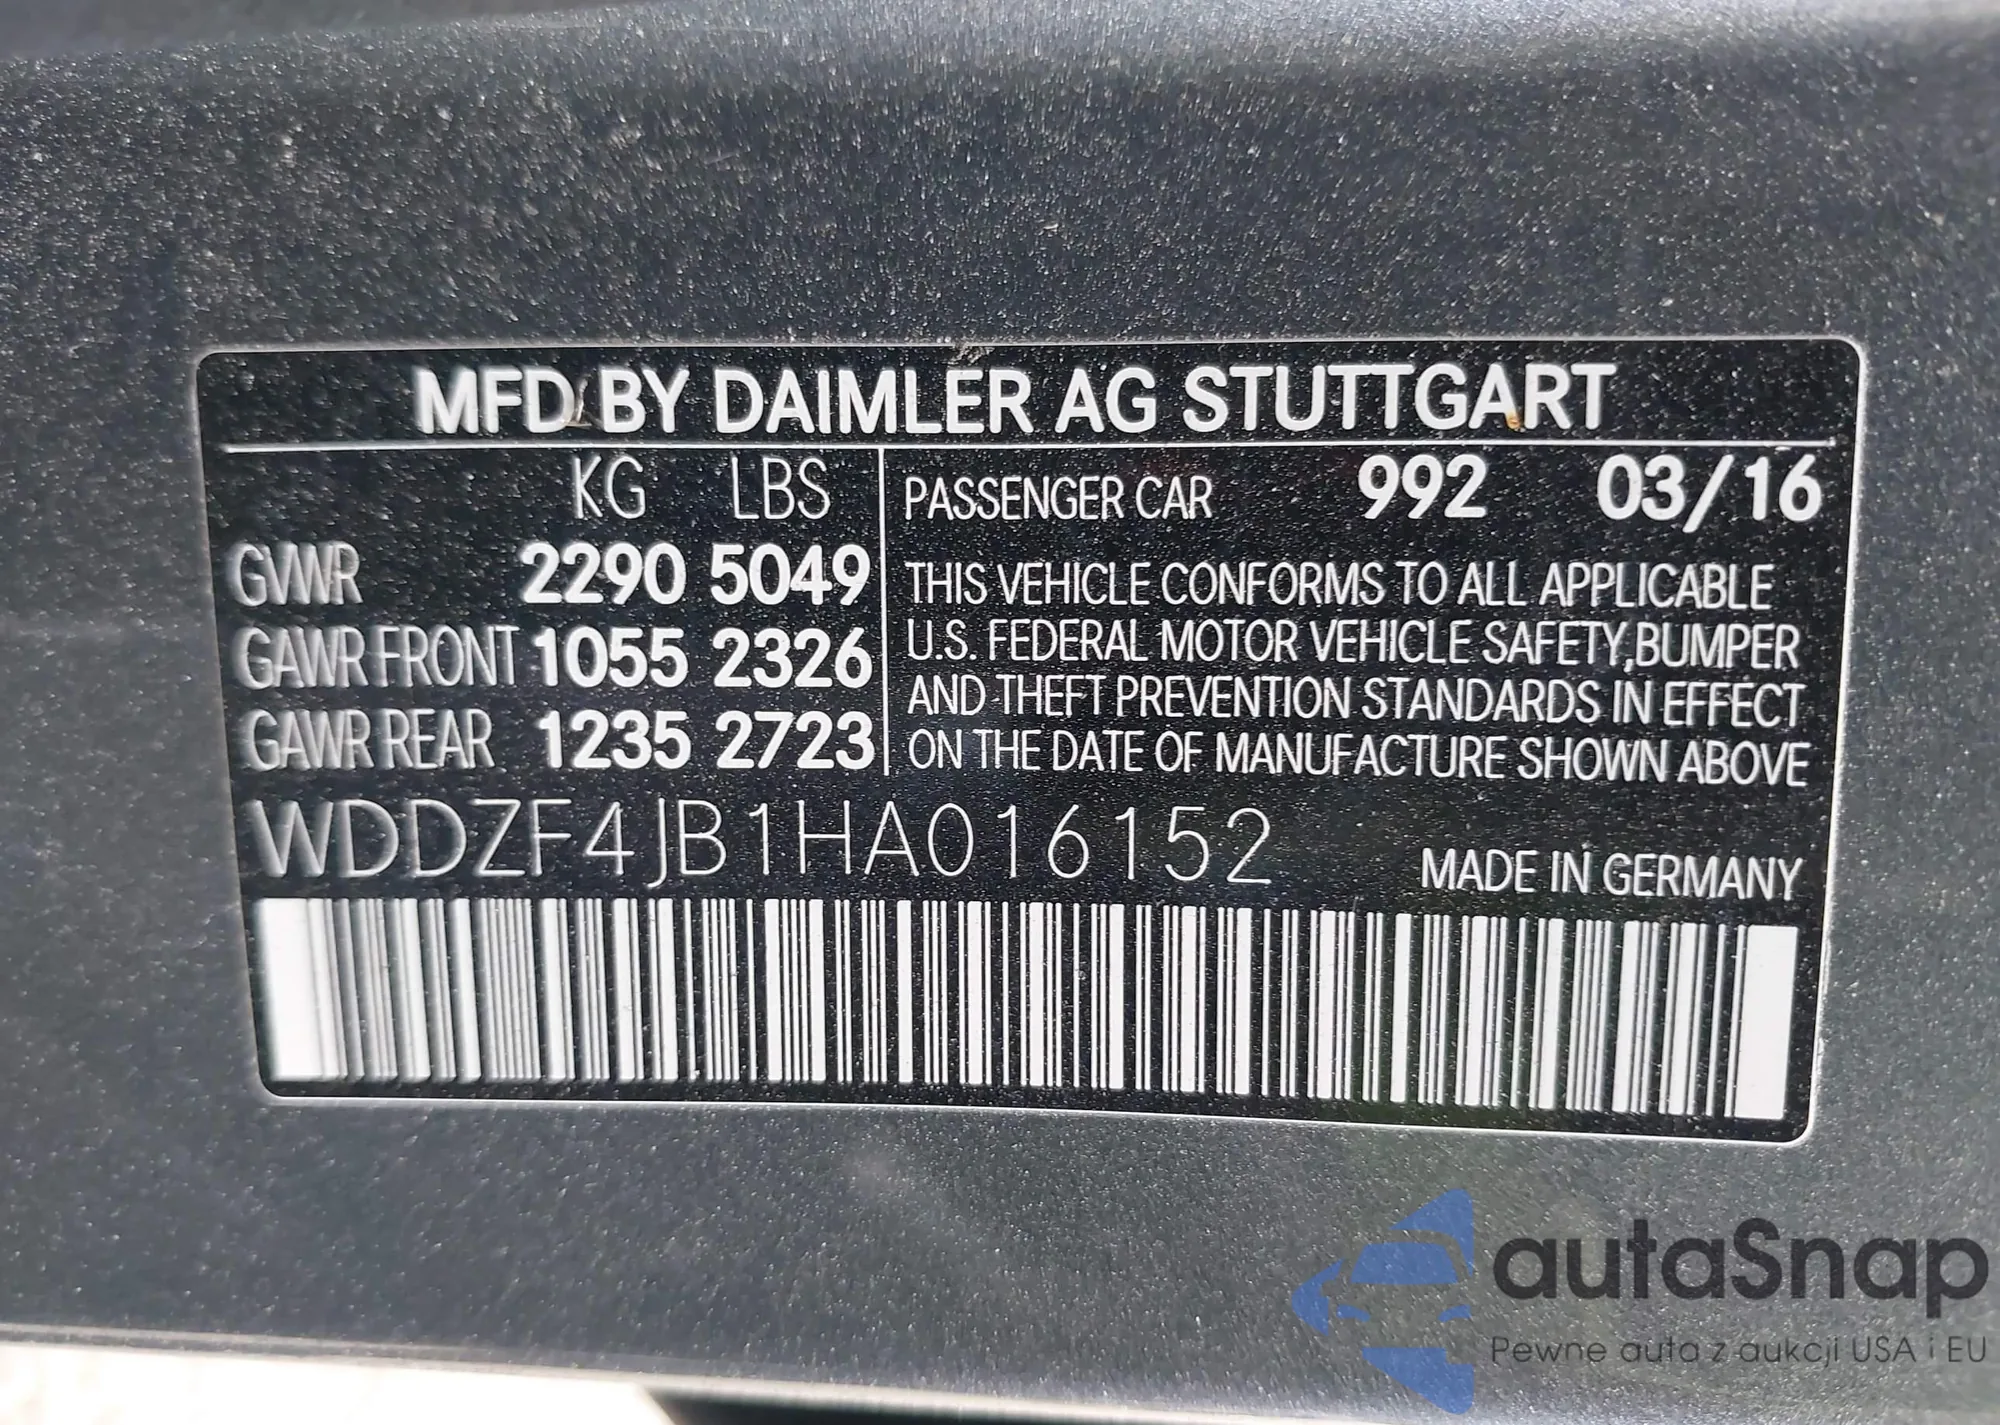 MFD BY DAIMLER AG STUTTGART
KG LBS
GVWR 2290 5049
GAWR FRONT 1055 2326
GAWR REAR 1235 2723
PASSENGER CAR 992 03/16
THIS VEHICLE CONFORMS TO ALL APPLICABLE
U.S. FEDERAL MOTOR VEHICLE SAFETY,BUMPER
AND THEFT PREVENTION STANDARDS IN EFFECT
ON THE DATE OF MANUFACTURE SHOWN ABOVE
WDDZF4JB1HA016152
MADE IN GERMANY
autaSnap
Pewne auta z aukcji USA i EU